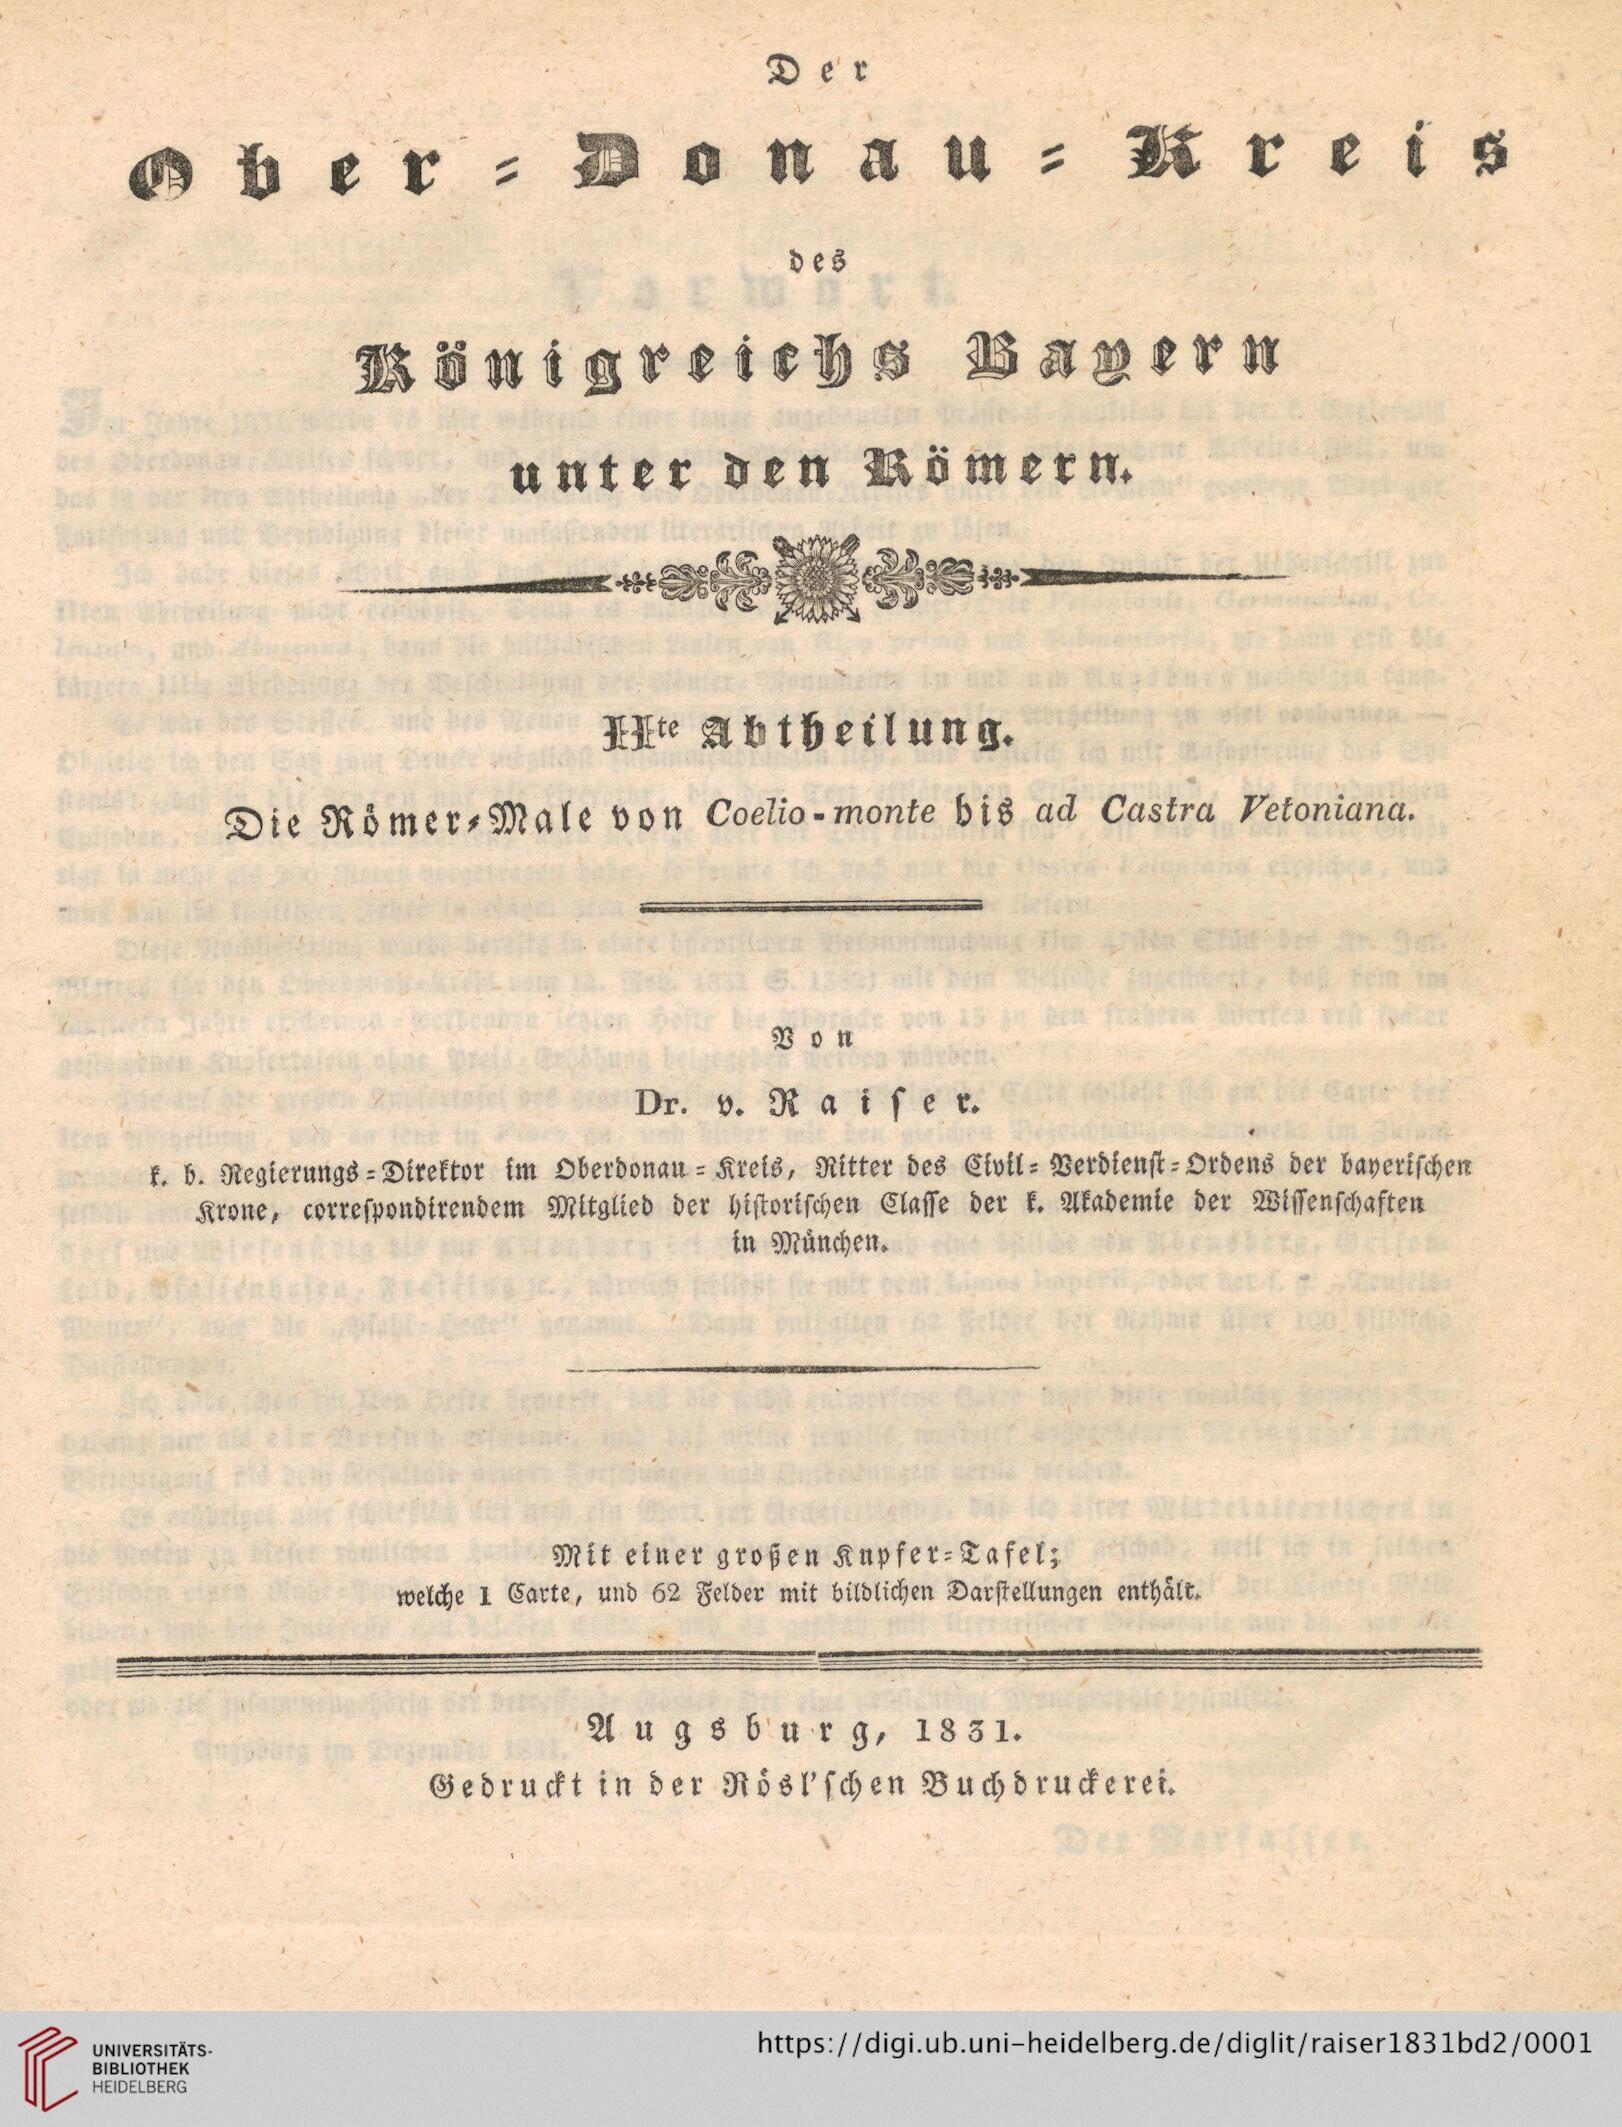 Der
Ober-Donau-Kreis
des
Königreichs Bayern
unter den Römern.
IIte Abtheilung.
Die Römer-Male von Coelio-monte bis ad Castra Vetoniana.
Von
Dr. v. Raiser.
k. b. Regierungs-Direktor im Oberdonau-Kreis, Ritter des Civil-Verdienst-Ordens der bayerischen
Krone, correspondirendem Mitglied der historischen Classe der k. Akademie der Wissenschaften
in München.
Mit einer großen Kupfer-Tafel;
welche 1 Carte, und 62 Felder mit bildlichen Darstellungen enthält.
Augsburg, 1831.
Gedruckt in der Rösl'schen Buchdruckerei.
UNIVERSITÄTS-
BIBLIOTHEK
HEIDELBERG
https://digi.ub.uni-heidelberg.de/diglit/raiser1831bd2/0001